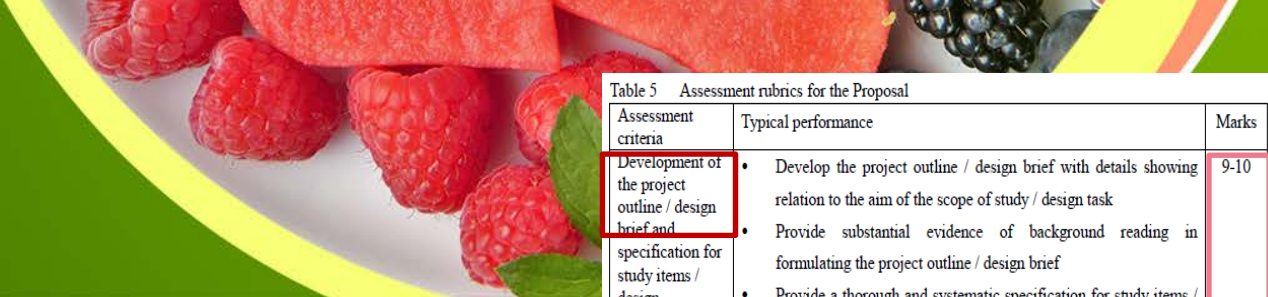 Table 5 Assessment rubrics for the Proposal
Assessment
criteria
Typical performance
Marks
Development of
the project
outline / design
brief and
specification for
study items /
design
• Develop the project outline / design brief with details showing
relation to the aim of the scope of study / design task
• Provide substantial evidence of background reading in
formulating the project outline / design brief
• Provide a thorough and systematic specification for study items /
9-10